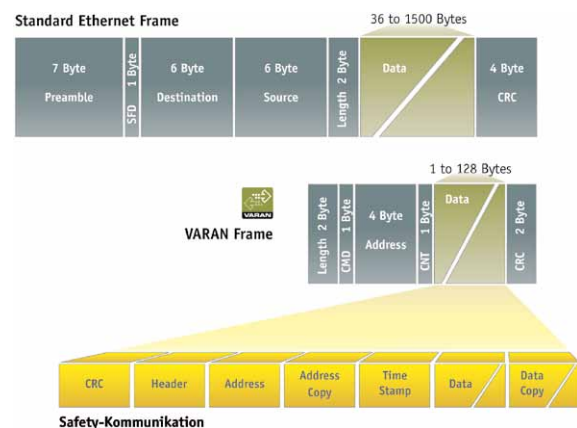 Standard Ethernet Frame
36 to 1500 Bytes
7 Byte
Preamble
SFD 1 Byte
6 Byte
Destination
6 Byte
Source
Length 2 Byte
Data
4 Byte
CRC
1 to 128 Bytes
VARAN
VARAN Frame
Length 2 Byte
CMD 1 Byte
4 Byte
Address
CNT 1 Byte
Data
CRC 2 Byte
CRC
Header
Address
Address
Copy
Time
Stamp
Data
Data
Copy
Safety-Kommunikation